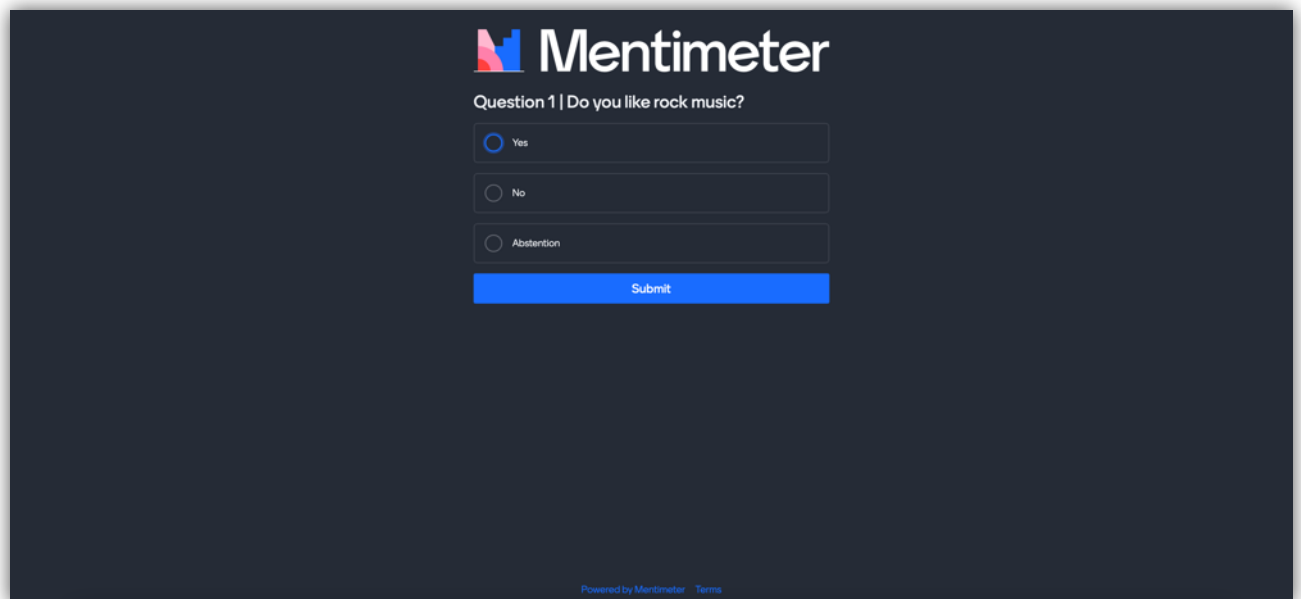 Mentimeter
Question 1 | Do you like rock music?
Yes
No
Abstention
Submit
Powered by Mentimeter Terms